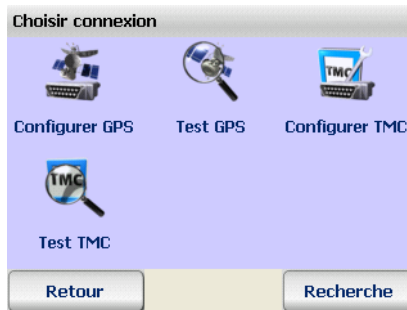 Choisir connexion
TMC
Configurer GPS Test GPS Configurer TMC
TMC
Test TMC
Retour Recherche